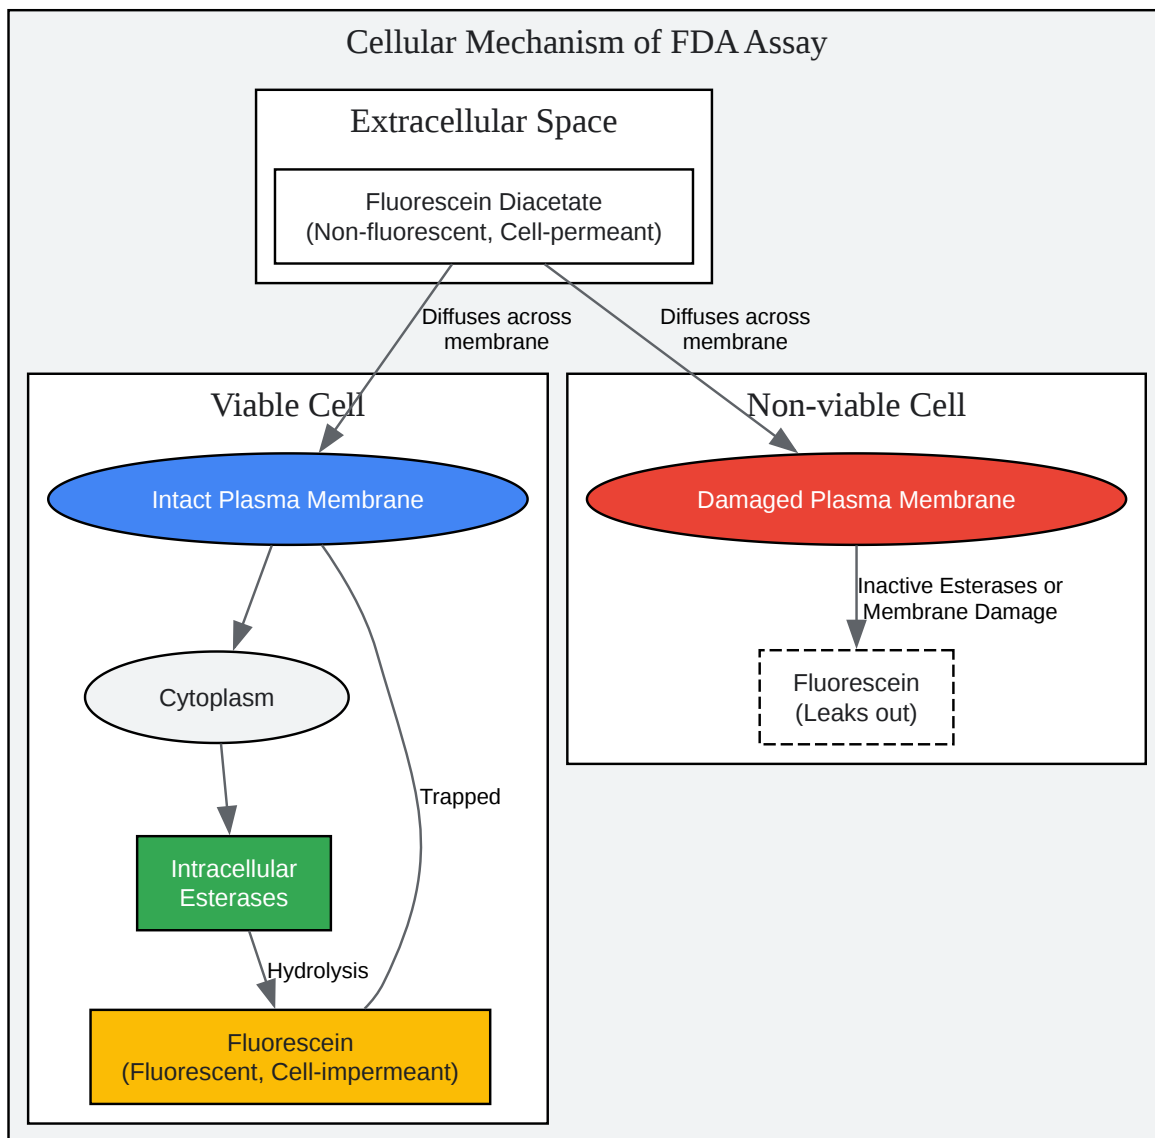 Cellular Mechanism of FDA Assay
Extracellular Space
Fluorescein Diacetate
(Non-fluorescent, Cell-permeant)
Diffuses across
membrane
Diffuses across
membrane
Viable Cell
Intact Plasma Membrane
Cytoplasm
Trapped
Intracellular
Esterases
Hydrolysis
Fluorescein
(Fluorescent, Cell-impermeant)
Non-viable Cell
Damaged Plasma Membrane
Inactive Esterases or
Membrane Damage
Fluorescein
(Leaks out)